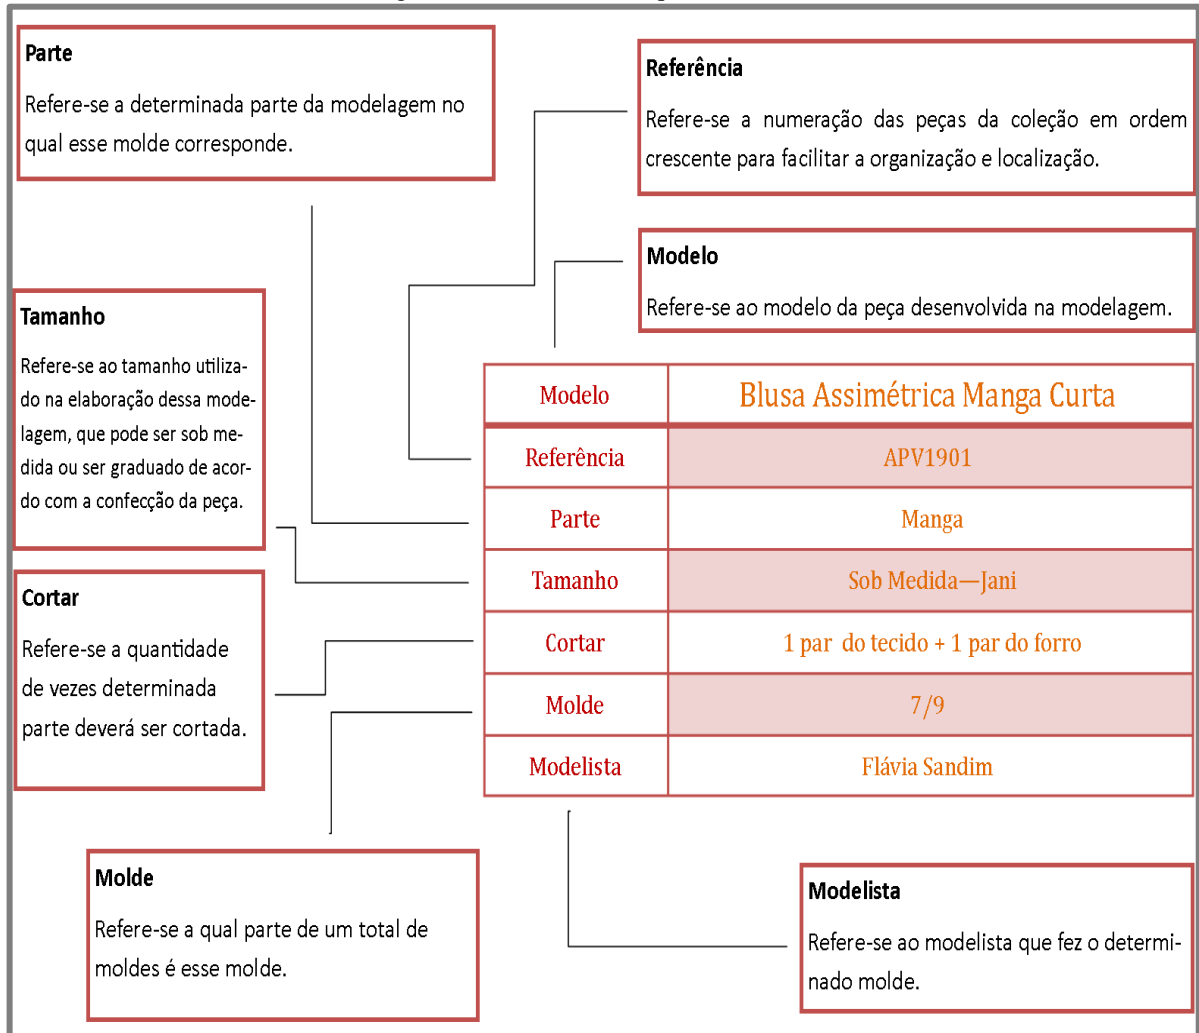 Parte
Refere-se a determinada parte da modelagem no
qual esse molde corresponde.
Referência
Refere-se a numeração das peças da coleção em ordem
crescente para facilitar a organização e localização.
Modelo
Refere-se ao modelo da peça desenvolvida na modelagem.
Tamanho
Refere-se ao tamanho utiliza-
do na elaboração dessa mode-
lagem, que pode ser sob me-
dida ou ser graduado de acor-
do com a confecção da peça.
Cortar
Refere-se a quantidade
de vezes determinada
parte deverá ser cortada.
Modelo Blusa Assimétrica Manga Curta
Referência APV1901
Parte Manga
Tamanho Sob Medida—Jani
Cortar 1 par do tecido + 1 par do forro
Molde 7/9
Modelista Flávia Sandim
Molde
Refere-se a qual parte de um total de
moldes é esse molde.
Modelista
Refere-se ao modelista que fez o determi-
nado molde.